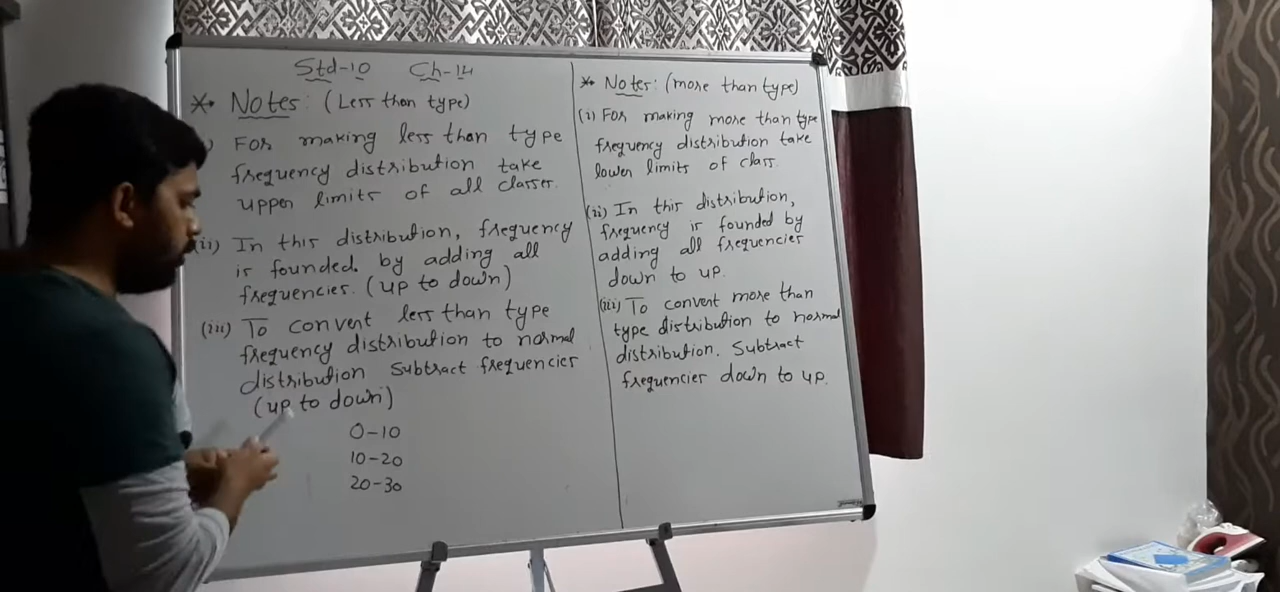 Std-10 Ch-14
* Notes: (Less than type)
) For making less than type
frequency distribution take
upper limits of all classes.
(ii) In this distribution, frequency
is founded by adding all
frequencies. (up to down)
(iii) To convert less than type
frequency distribution to normal
distribution Subtract frequencies
(up to down)
0-10
10-20
20-30
* Notes: (more than type)
(i) For making more than type
frequency distribution take
lower limits of class.
(ii) In this distribution,
frequency is founded by
adding all frequencies
down to up.
(iii) To convert more than
type distribution to normal
distribution. Subtract
frequencies down to up.